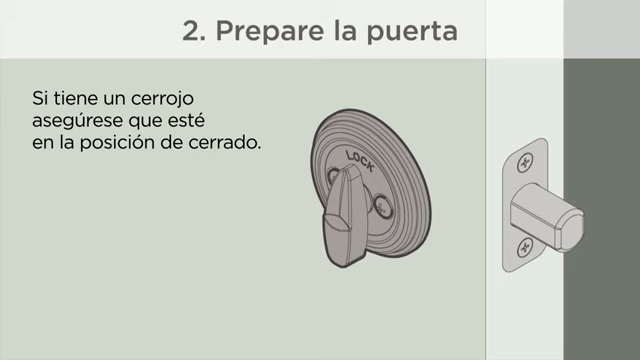 2. Prepare la puerta
Si tiene un cerrojo
asegúrese que esté
en la posición de cerrado.
LOCK